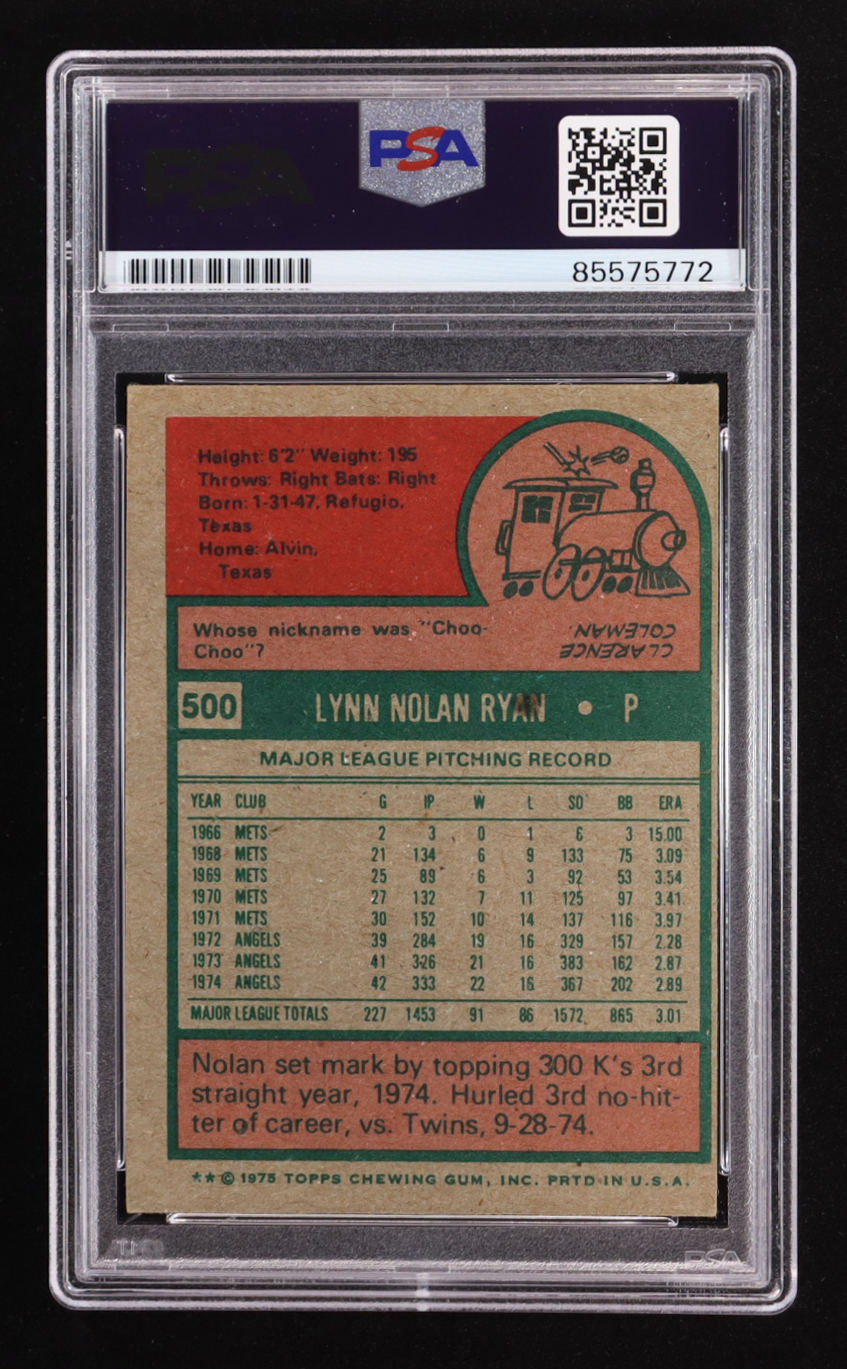 PSA
PSA
85575772
Height: 6'2" Weight: 195
Throws: Right Bats: Right
Born: 1-31-47, Refugio,
Texas
Home: Alvin,
Texas
Whose nickname was "Choo-
Choo"?
CLARENCE
COLEMAN.
500 LYNN NOLAN RYAN • P
MAJOR LEAGUE PITCHING RECORD
YEAR CLUB G IP W L SO BB ERA
1966 METS 2 3 0 1 6 3 15.00
1968 METS 21 134 6 9 133 75 3.09
1969 METS 25 89 6 3 92 53 3.54
1970 METS 27 132 7 11 125 97 3.41
1971 METS 30 152 10 14 137 116 3.97
1972 ANGELS 39 284 19 16 329 157 2.28
1973 ANGELS 41 326 21 16 383 162 2.87
1974 ANGELS 42 333 22 16 367 202 2.89
MAJOR LEAGUE TOTALS 227 1453 91 86 1572 865 3.01
Nolan set mark by topping 300 K's 3rd
straight year, 1974. Hurled 3rd no-hit-
ter of career, vs. Twins, 9-28-74.
**© 1975 TOPPS CHEWING GUM, INC. PRTD IN U.S.A.
PSA